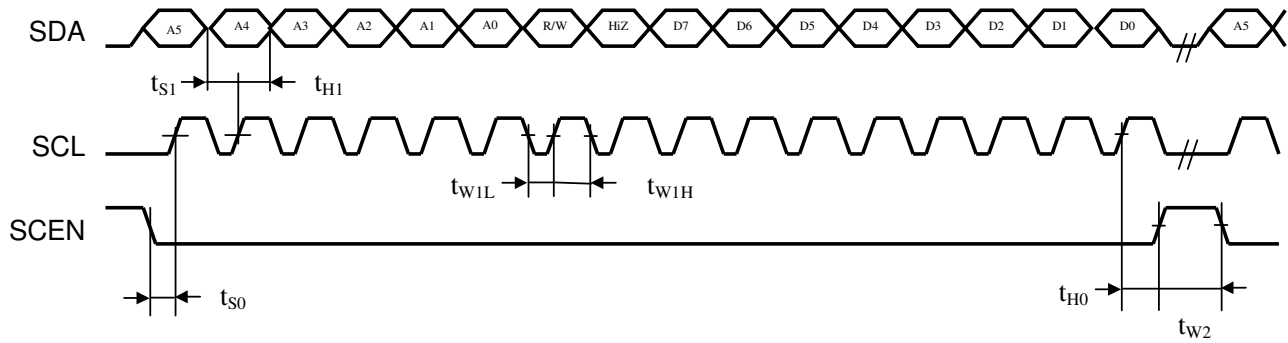 SDA A5 A4 A3 A2 A1 A0 R/W HiZ D7 D6 D5 D4 D3 D2 D1 D0 A5
tS1 tH1
SCL
tW1L tW1H
SCEN
tS0 tH0
tW2